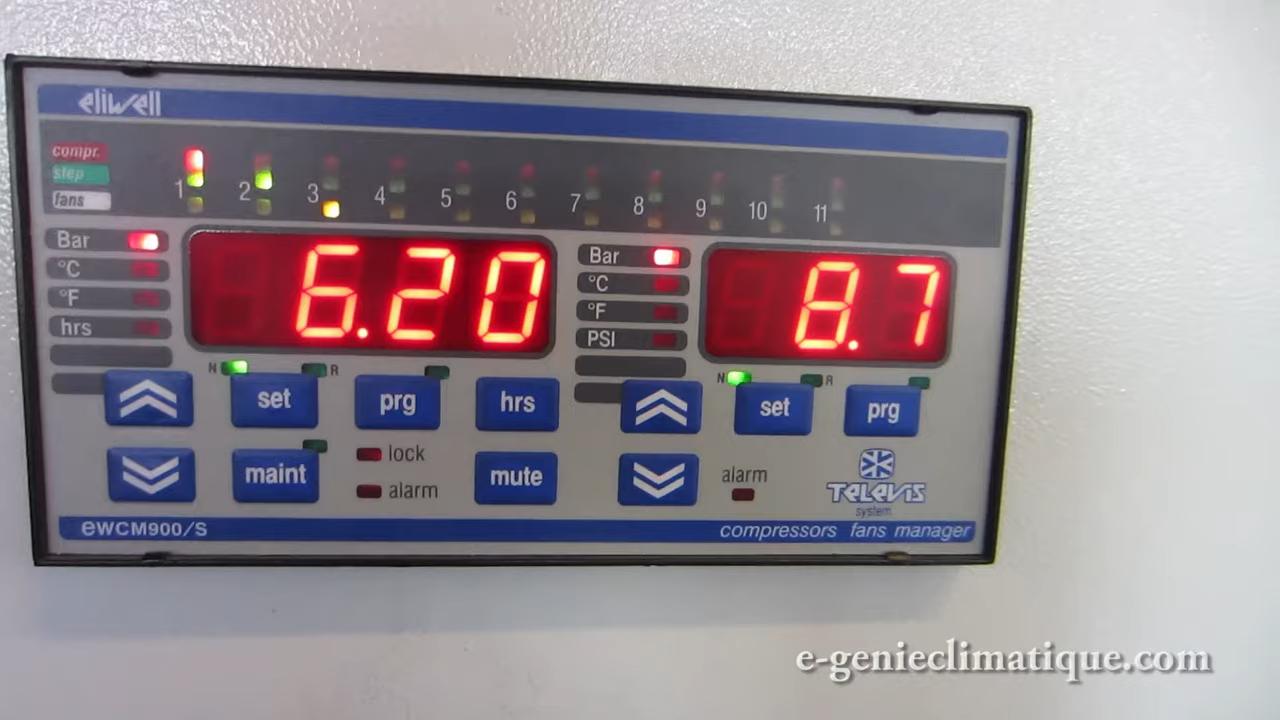 eliwell
compr.
step
fans
1 2 3 4 5 6 7 8 9 10 11
Bar
°C
°F
hrs
6.20
Bar
°C
°F
PSI
8.7
N R
set prg hrs
N R
set prg
maint
lock
alarm
mute
alarm
TELEVIS
system
eWCM900/S
compressors fans manager
e-genieclimatique.com